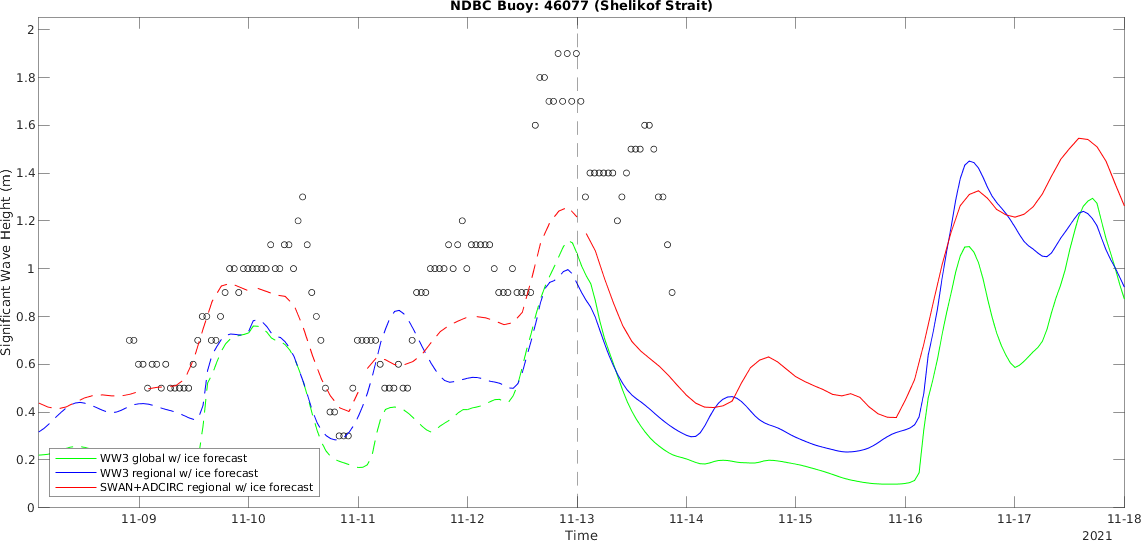 NDBC Buoy: 46077 (Shelikof Strait)
2
1.8
1.6
1.4
1.2
1
0.8
0.6
0.4
0.2
0
Significant Wave Height (m)
WW3 global w/ ice forecast
WW3 regional w/ ice forecast
SWAN+ADCIRC regional w/ ice forecast
11-09 11-10 11-11 11-12 11-13 11-14 11-15 11-16 11-17 11-18
Time
2021